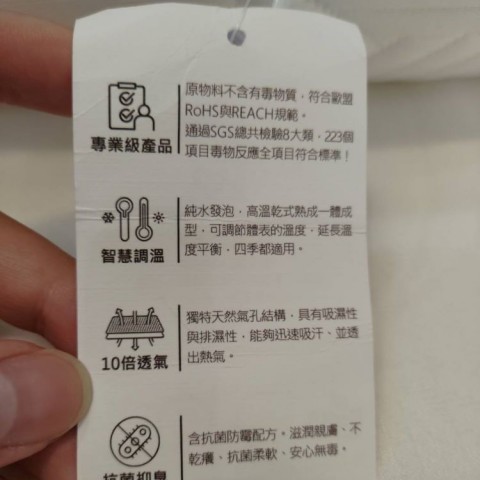 專業級產品
原物料不含有毒物質，符合歐盟
RoHS與REACH規範。
通過SGS總共檢驗8大類，223個
項目毒物反應全項目符合標準！
智慧調溫
純水發泡，高溫乾式熟成一體成
型，可調節體表的溫度，延長溫
度平衡，四季都適用。
10倍透氣
獨特天然氣孔結構，具有吸濕性
與排濕性，能夠迅速吸汗、並透
出熱氣。
抗菌抑臭
含抗菌防霉配方。滋潤親膚、不
乾癢、抗菌柔軟、安心無毒。